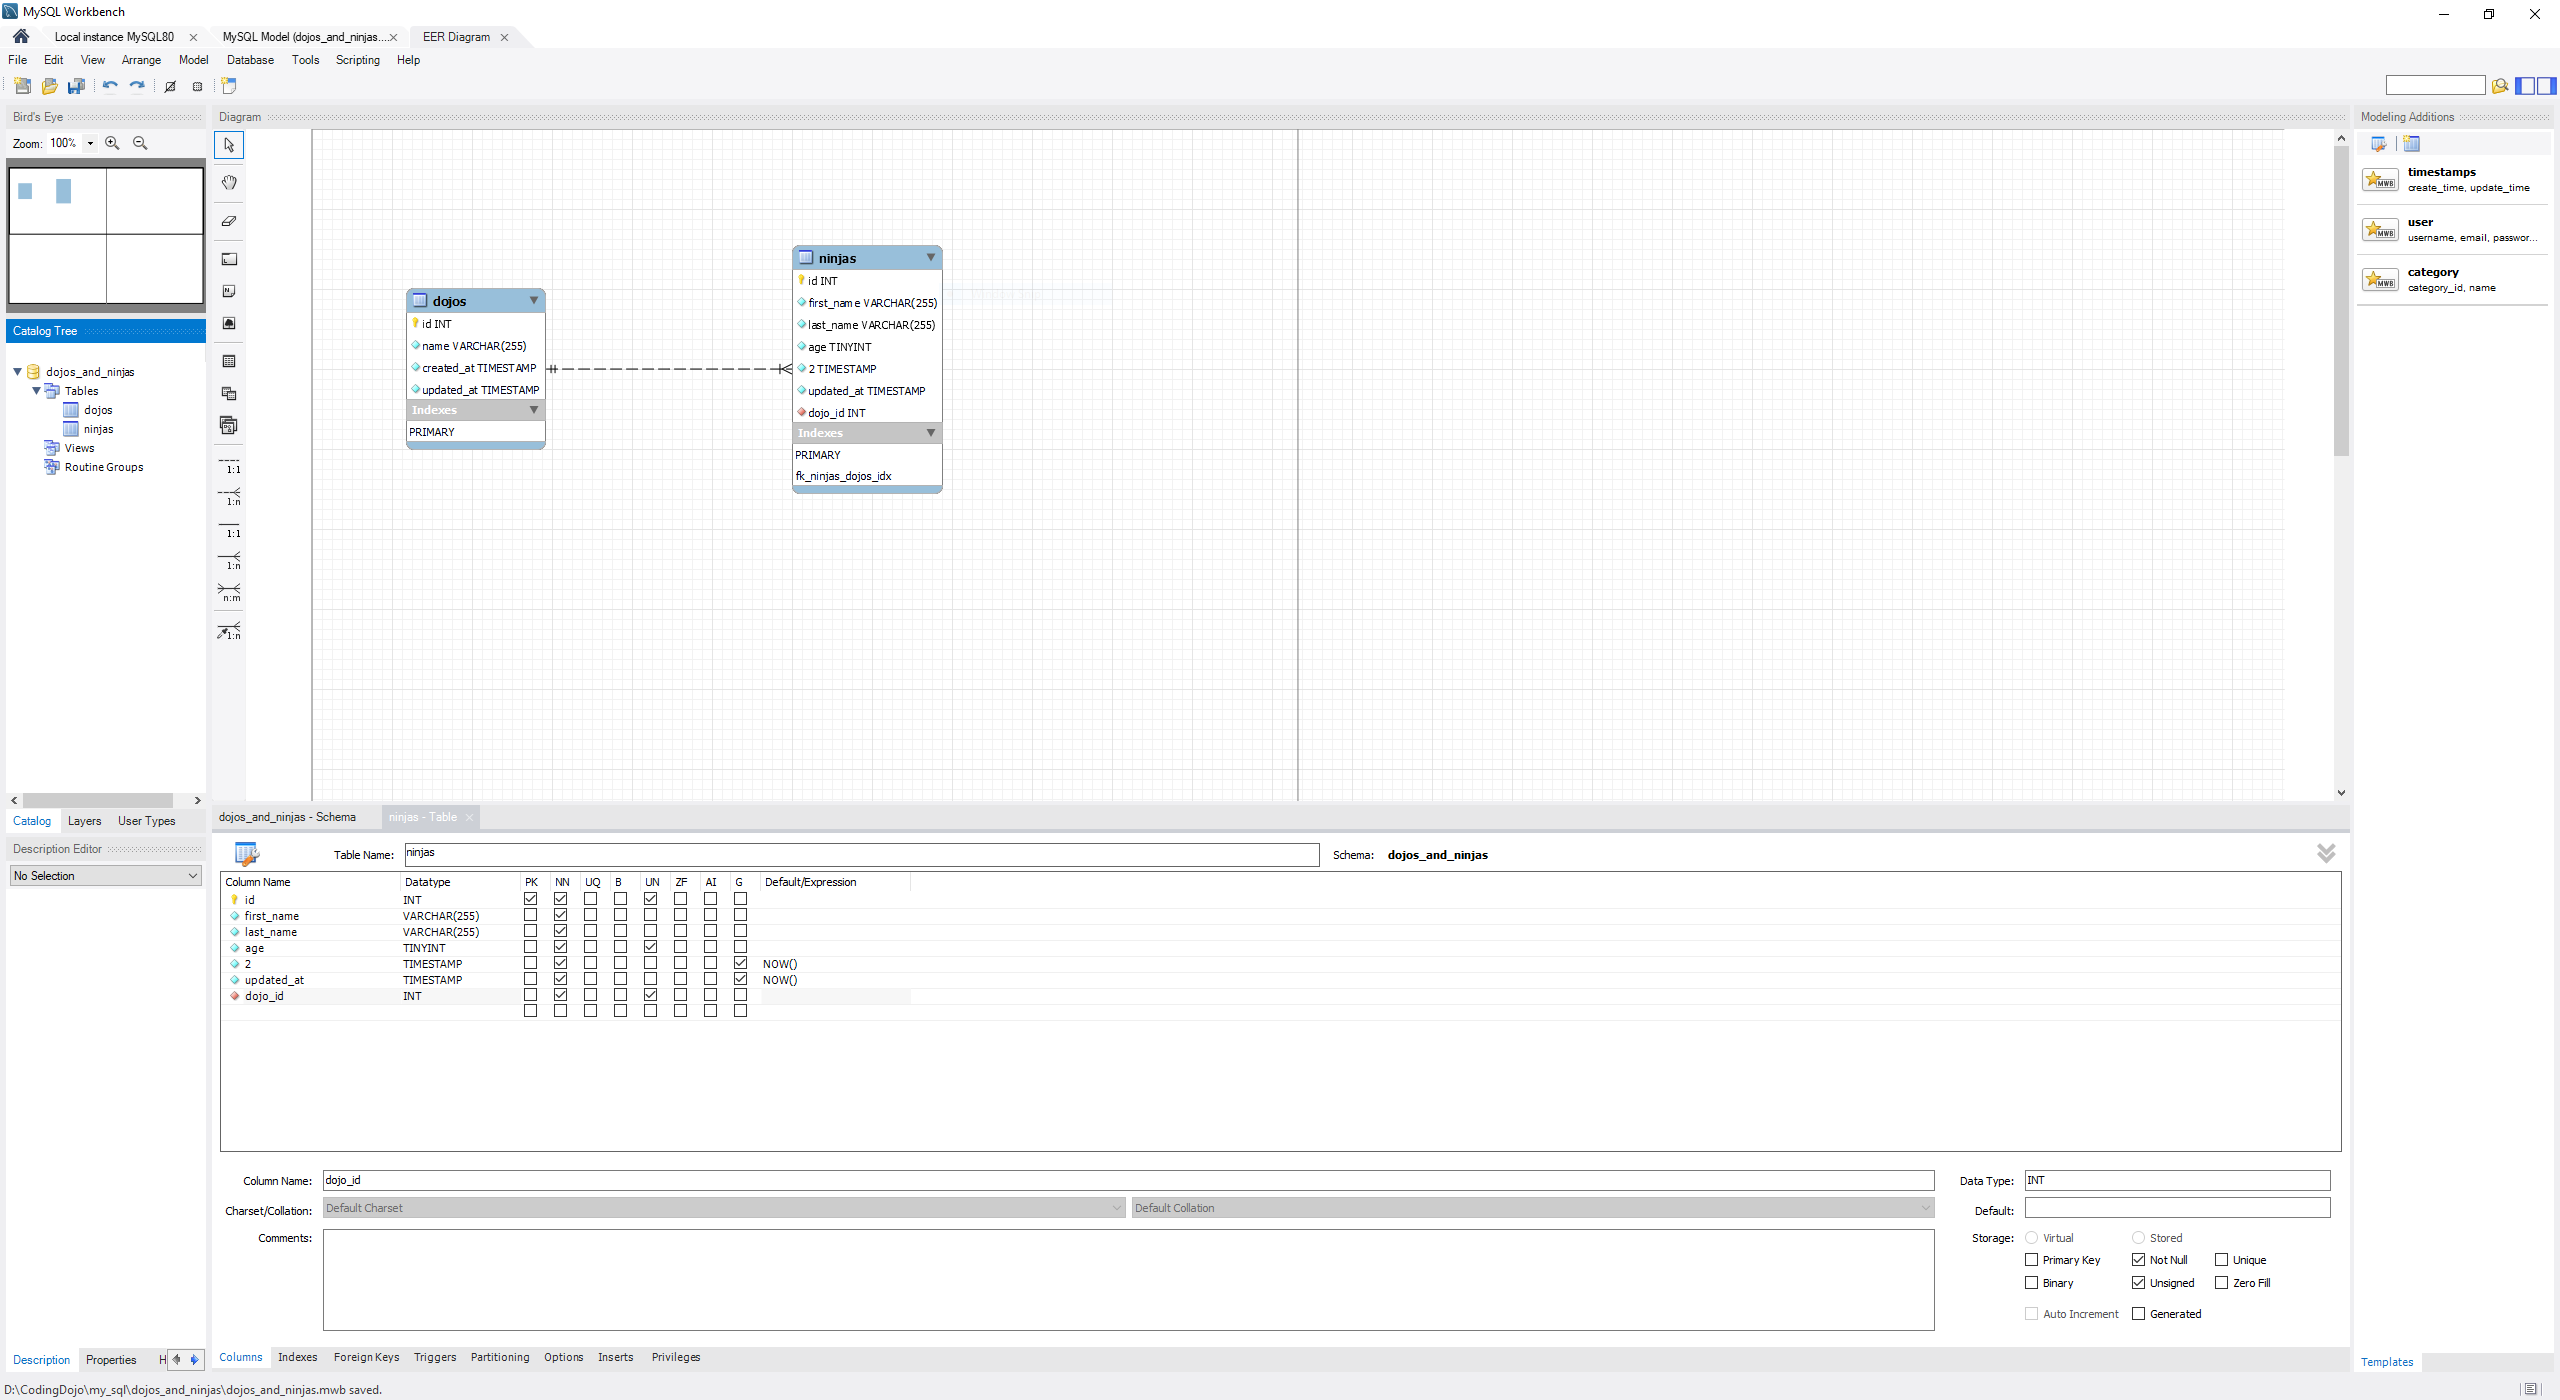 MySQL Workbench
Local instance MySQL80
MySQL Model (dojos_and_ninjas....
EER Diagram
File Edit View Arrange Model Database Tools Scripting Help
Bird's Eye
Zoom: 100%
Diagram
Modeling Additions
timestamps
create_time, update_time
user
username, email, passwor...
category
category_id, name
Catalog Tree
dojos_and_ninjas
Tables
dojos
ninjas
Views
Routine Groups
1:1
1:n
1:1
1:n
n:m
1:n
dojos
id INT
name VARCHAR(255)
created_at TIMESTAMP
updated_at TIMESTAMP
Indexes
PRIMARY
ninjas
id INT
first_name VARCHAR(255)
last_name VARCHAR(255)
age TINYINT
2 TIMESTAMP
updated_at TIMESTAMP
dojo_id INT
Indexes
PRIMARY
fk_ninjas_dojos_idx
Catalog Layers User Types
Description Editor
No Selection
Description Properties H
dojos_and_ninjas - Schema
ninjas - Table
Table Name: ninjas
Schema: dojos_and_ninjas
Column Name Datatype PK NN UQ B UN ZF AI G Default/Expression
id INT
first_name VARCHAR(255)
last_name VARCHAR(255)
age TINYINT
2 TIMESTAMP NOW()
updated_at TIMESTAMP NOW()
dojo_id INT
Column Name: dojo_id
Data Type: INT
Charset/Collation: Default Charset Default Collation
Default:
Comments:
Storage: Virtual Stored
Primary Key Not Null Unique
Binary Unsigned Zero Fill
Auto Increment Generated
Columns Indexes Foreign Keys Triggers Partitioning Options Inserts Privileges
Templates
D:\CodingDojo\my_sql\dojos_and_ninjas\dojos_and_ninjas.mwb saved.